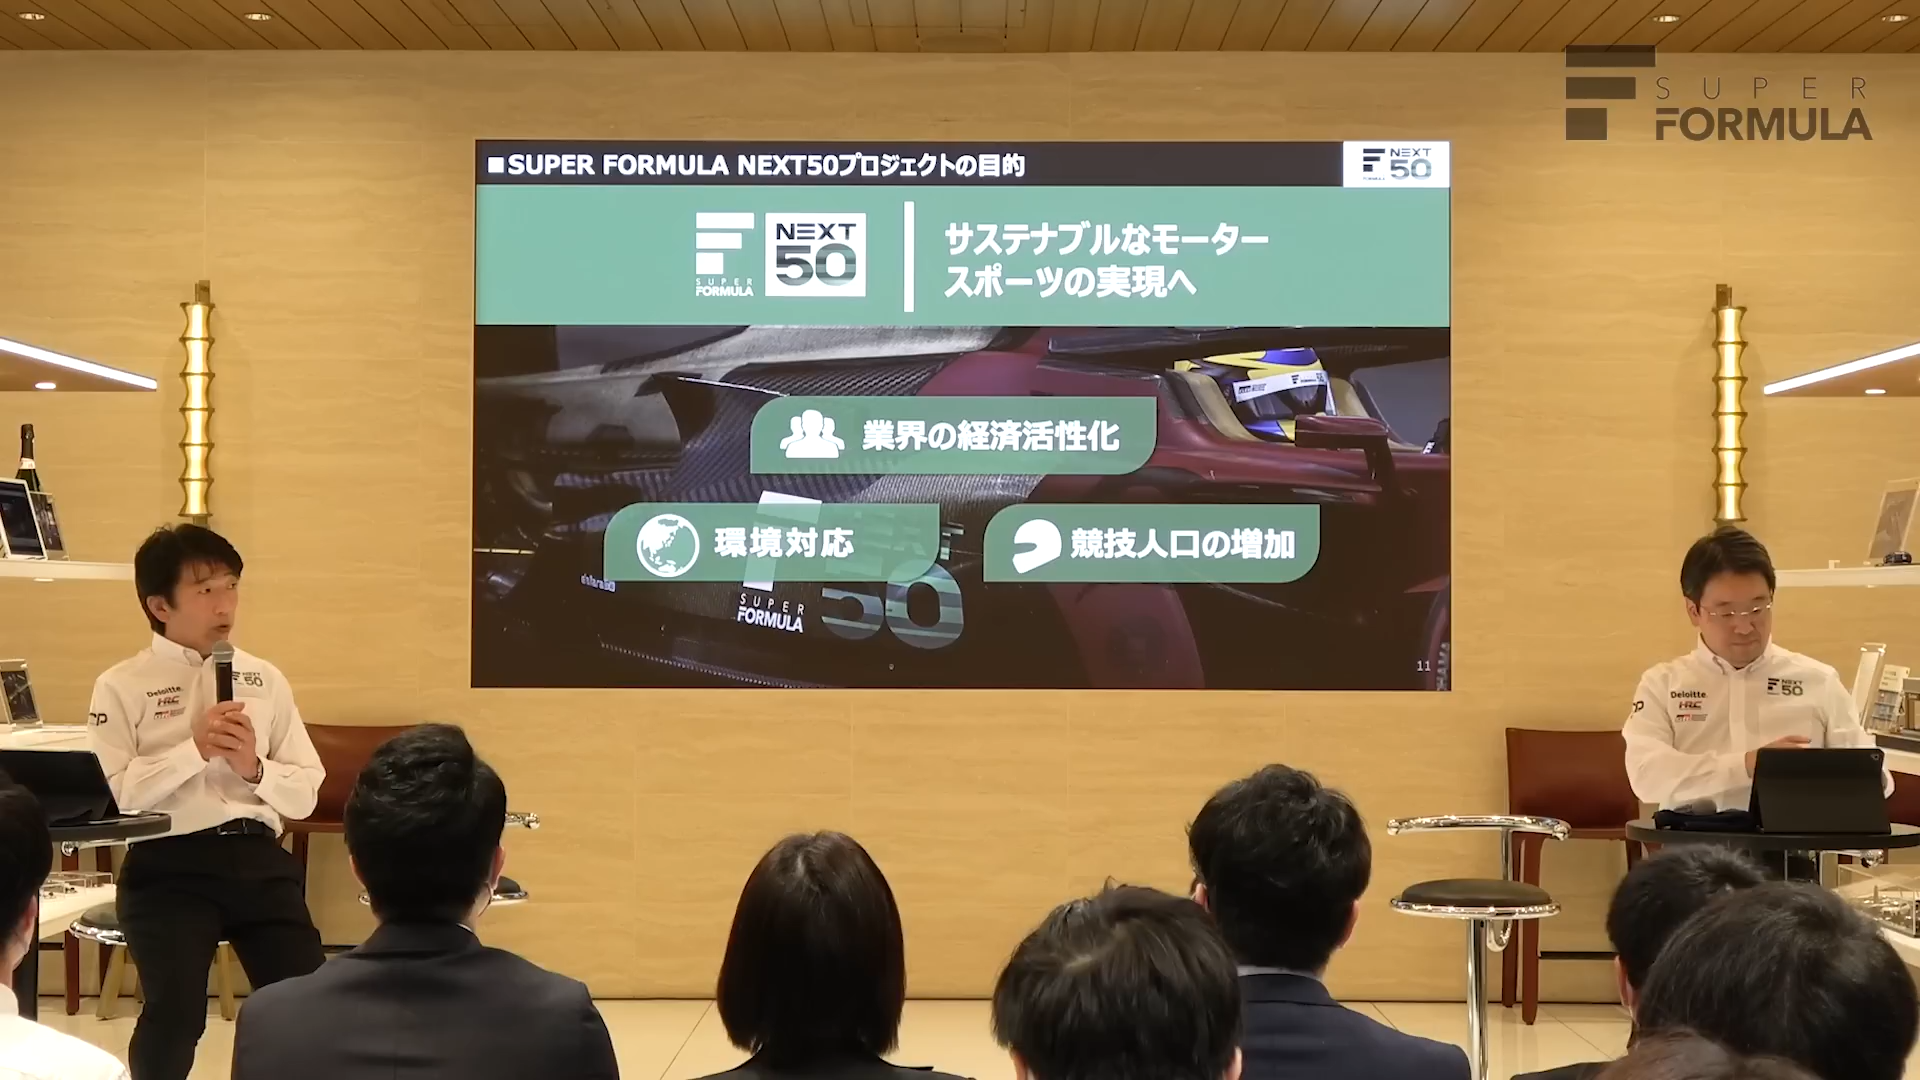 SUPER
FORMULA
■SUPER FORMULA NEXT50プロジェクトの目的
NEXT
50
SUPER
FORMULA
NEXT
50
サステナブルなモーター
スポーツの実現へ
業界の経済活性化
環境対応
競技人口の増加
SUPER
FORMULA
50
11
Deloitte.
HRC
NEXT
50
Deloitte.
HRC
NEXT
50